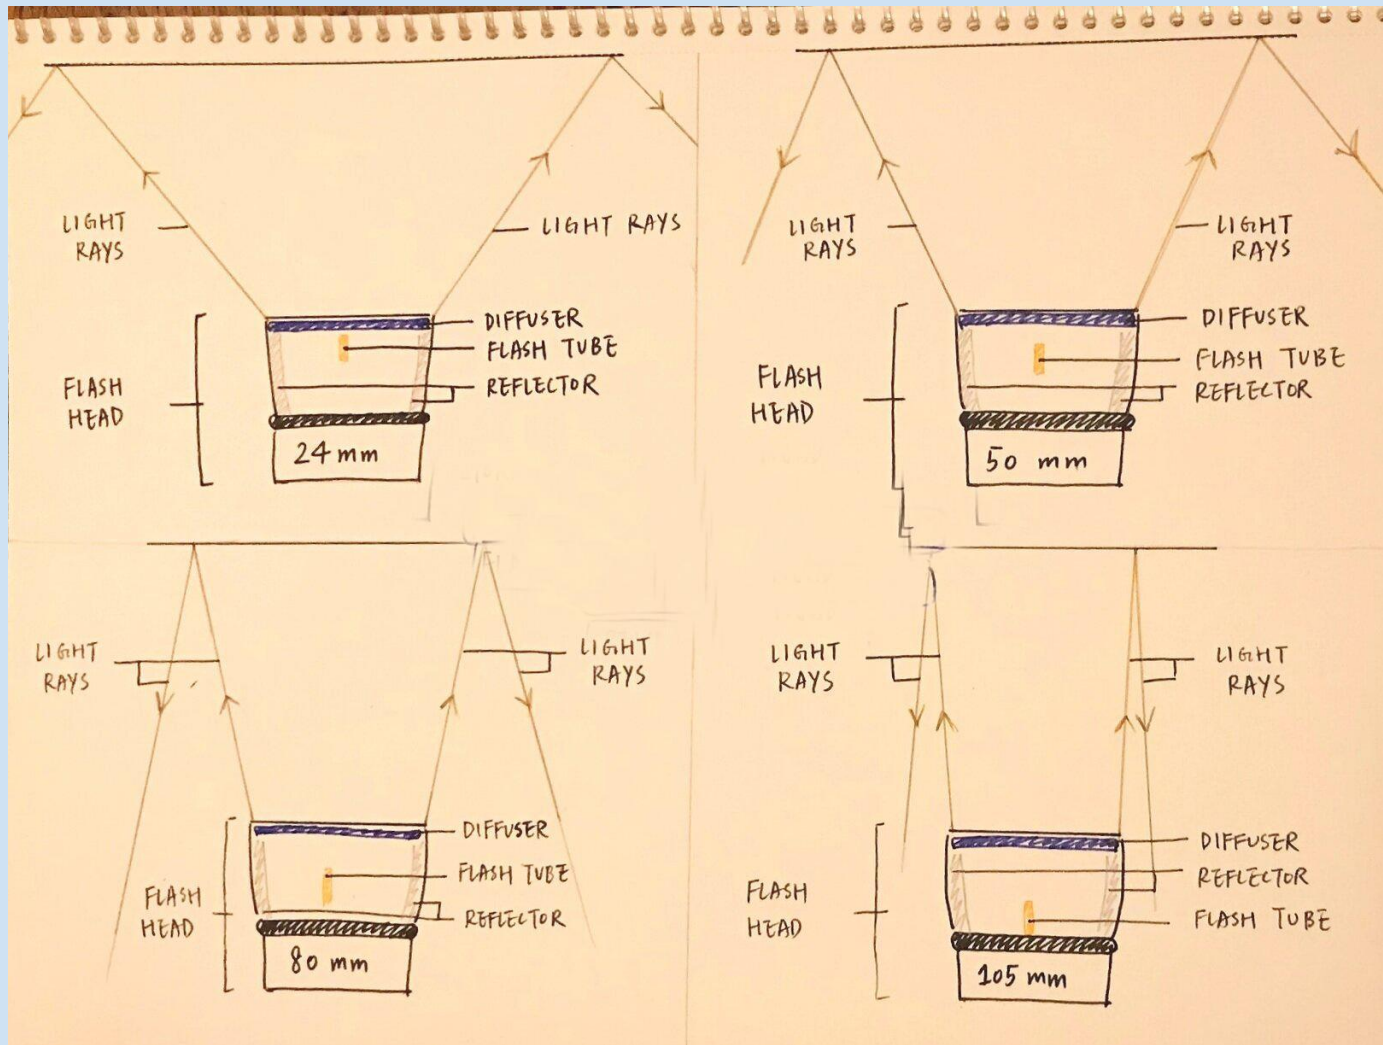 LIGHT
RAYS
LIGHT RAYS
DIFFUSER
FLASH TUBE
REFLECTOR
FLASH
HEAD
24 mm
LIGHT
RAYS
LIGHT
RAYS
DIFFUSER
FLASH TUBE
REFLECTOR
FLASH
HEAD
50 mm
LIGHT
RAYS
LIGHT
RAYS
DIFFUSER
FLASH TUBE
REFLECTOR
FLASH
HEAD
80 mm
LIGHT
RAYS
LIGHT
RAYS
DIFFUSER
REFLECTOR
FLASH TUBE
FLASH
HEAD
105 mm